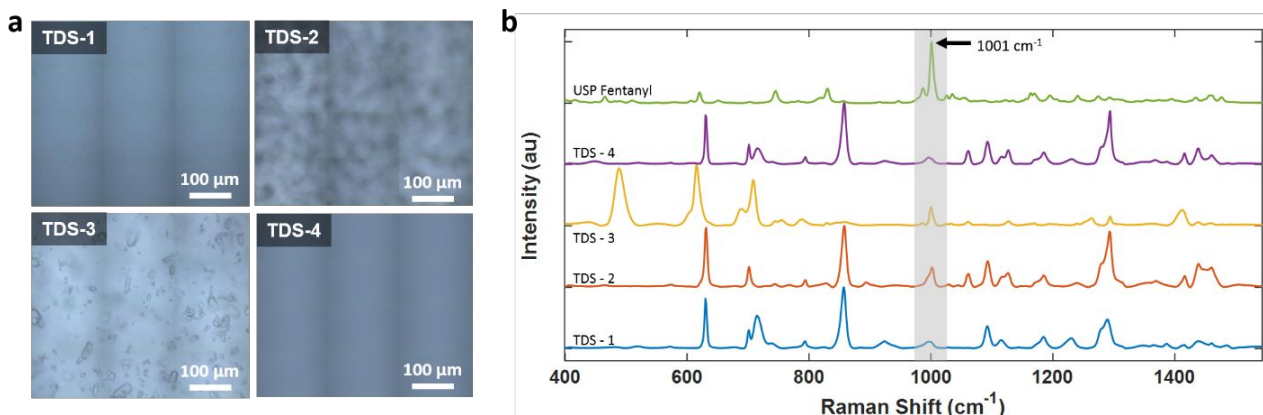 a
TDS-1
100 µm
TDS-2
100 µm
TDS-3
100 µm
TDS-4
100 µm
b
1001 cm⁻¹
USP Fentanyl
TDS - 4
TDS - 3
TDS - 2
TDS - 1
Intensity (au)
400 600 800 1000 1200 1400
Raman Shift (cm⁻¹)